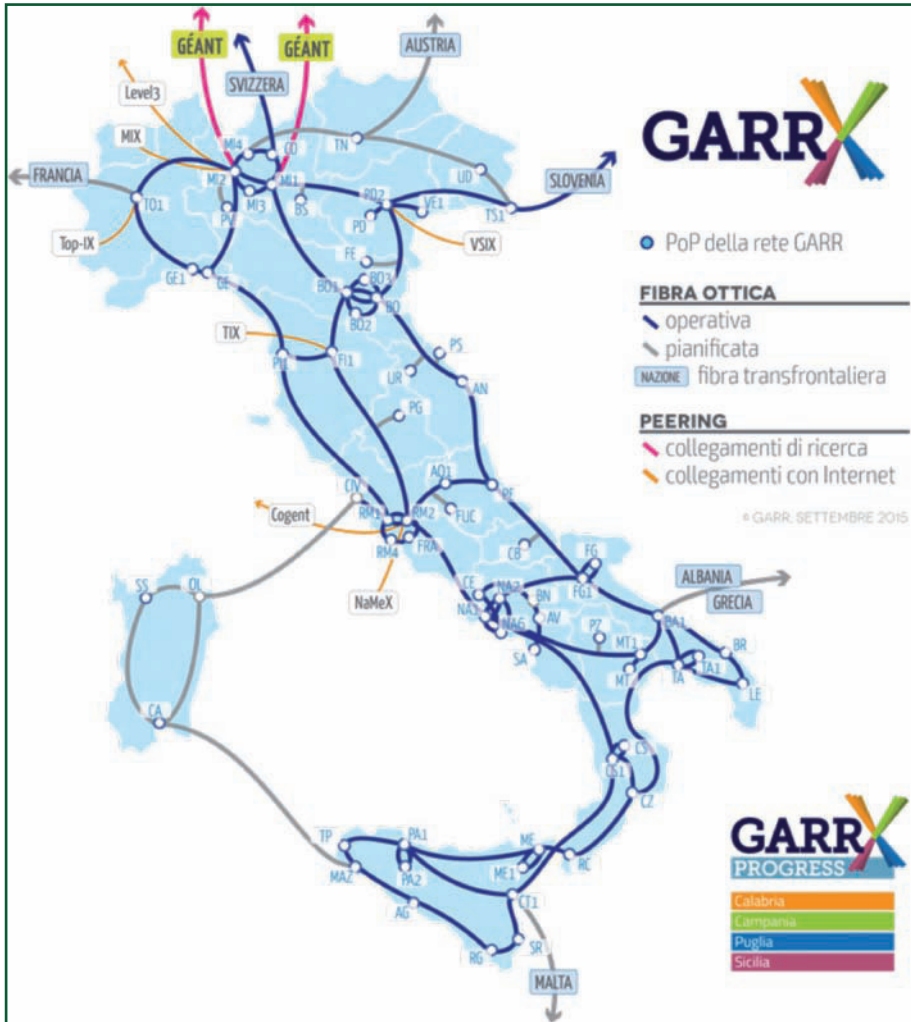 GÉANT
GÉANT
AUSTRIA
SVIZZERA
Level3
MIX
MI4
CO
TN
UD
FRANCIA
MI2
MI1
SLOVENIA
TO1
PV
MI3
BS
PD2
PD
VE1
TS1
Top-IX
VSIX
GE1
GE
FE
BO1
BO3
BO
BO2
TIX
PI1
FI1
PS
UR
AN
PG
CIV
AQ1
PE
Cogent
RM1
RM2
FUC
RM4
FRA
CB
FG
NaMeX
SS
OL
CE
NA2
BN
FG1
ALBANIA
GRECIA
NA1
NA6
AV
PZ
MT1
BA1
BR
SA
MT
TA
TA1
LE
CA
CS
CS1
CZ
TP
PA1
ME
RC
MAZ
PA2
ME1
AG
CT1
RG
SR
MALTA
GARR X
PoP della rete GARR
FIBRA OTTICA
operativa
pianificata
NAZIONE fibra transfrontaliera
PEERING
collegamenti di ricerca
collegamenti con Internet
© GARR, SETTEMBRE 2015
GARR X
PROGRESS
Calabria
Campania
Puglia
Sicilia